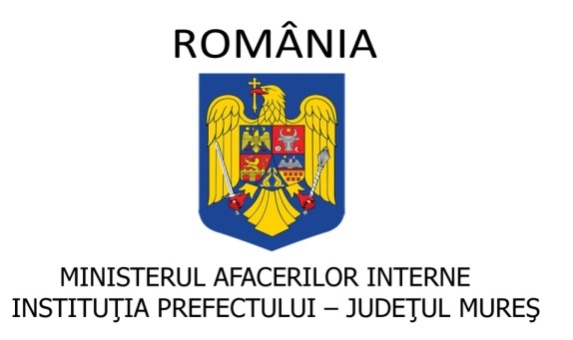 ROMÂNIA
MINISTERUL AFACERILOR INTERNE
INSTITUŢIA PREFECTULUI – JUDEŢUL MUREŞ